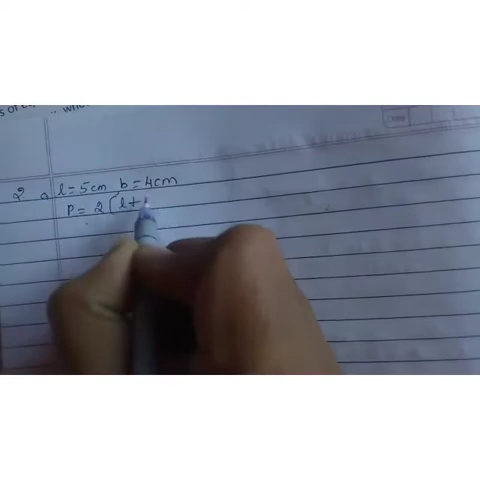 2 a l = 5cm b = 4cm
P = 2 (l +